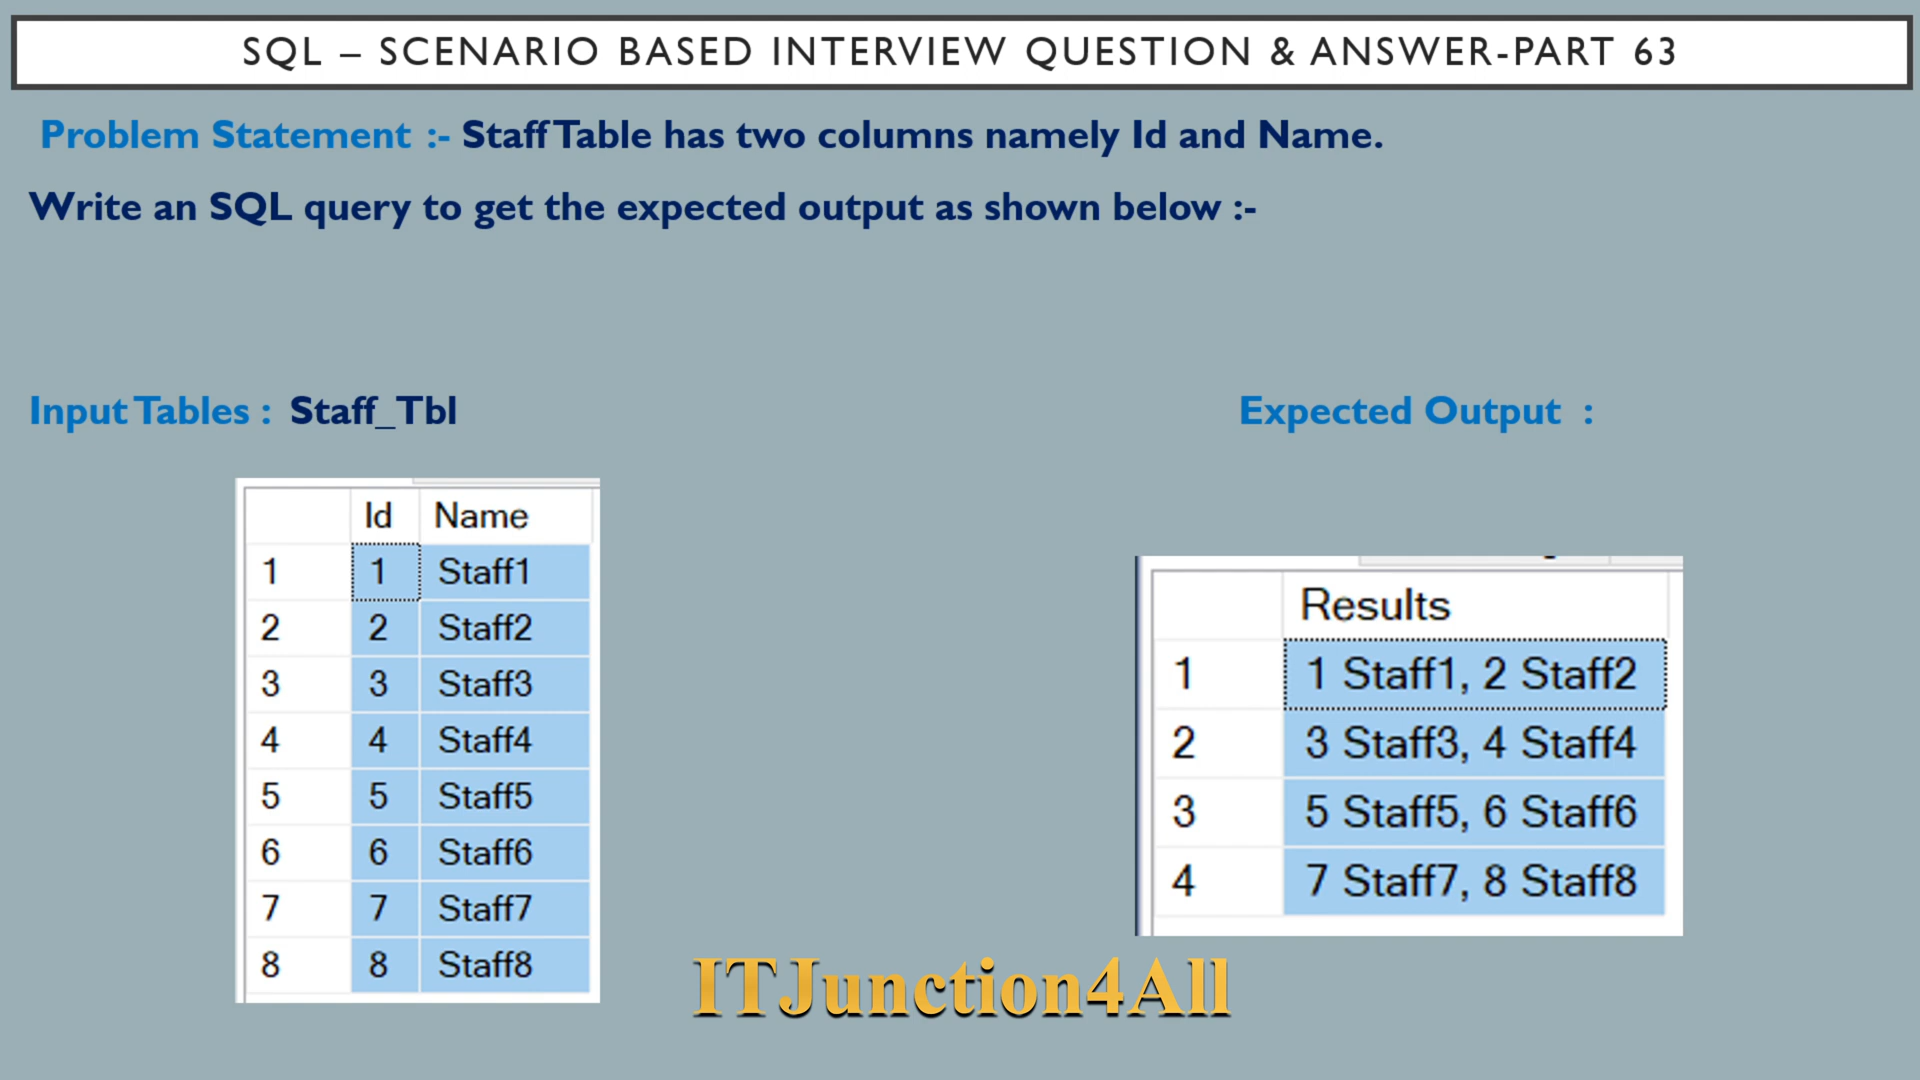 SQL – SCENARIO BASED INTERVIEW QUESTION & ANSWER-PART 63
Problem Statement :- Staff Table has two columns namely Id and Name.
Write an SQL query to get the expected output as shown below :-
Input Tables : Staff_Tbl
Expected Output :
Id Name
1 1 Staff1
2 2 Staff2
3 3 Staff3
4 4 Staff4
5 5 Staff5
6 6 Staff6
7 7 Staff7
8 8 Staff8
Results
1 1 Staff1, 2 Staff2
2 3 Staff3, 4 Staff4
3 5 Staff5, 6 Staff6
4 7 Staff7, 8 Staff8
ITJunction4All